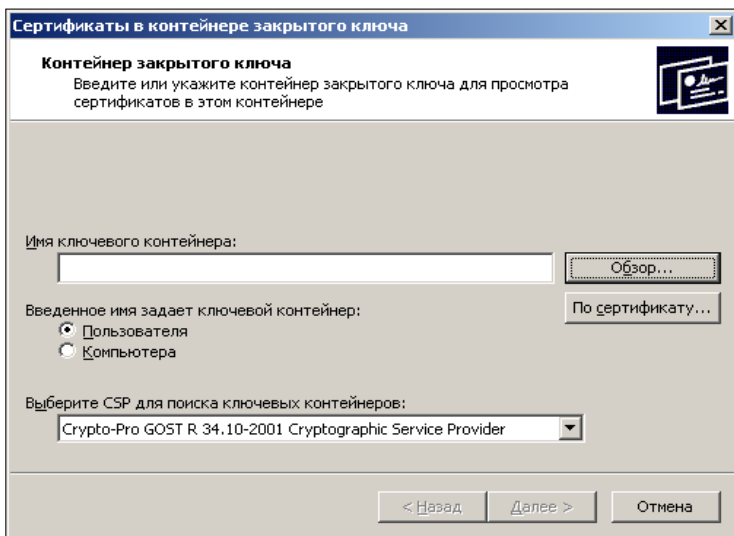 Сертификаты в контейнере закрытого ключа
Контейнер закрытого ключа
Введите или укажите контейнер закрытого ключа для просмотра
сертификатов в этом контейнере
Имя ключевого контейнера:
Обзор...
Введенное имя задает ключевой контейнер:
По сертификату...
Пользователя
Компьютера
Выберите CSP для поиска ключевых контейнеров:
Crypto-Pro GOST R 34.10-2001 Cryptographic Service Provider
< Назад
Далее >
Отмена